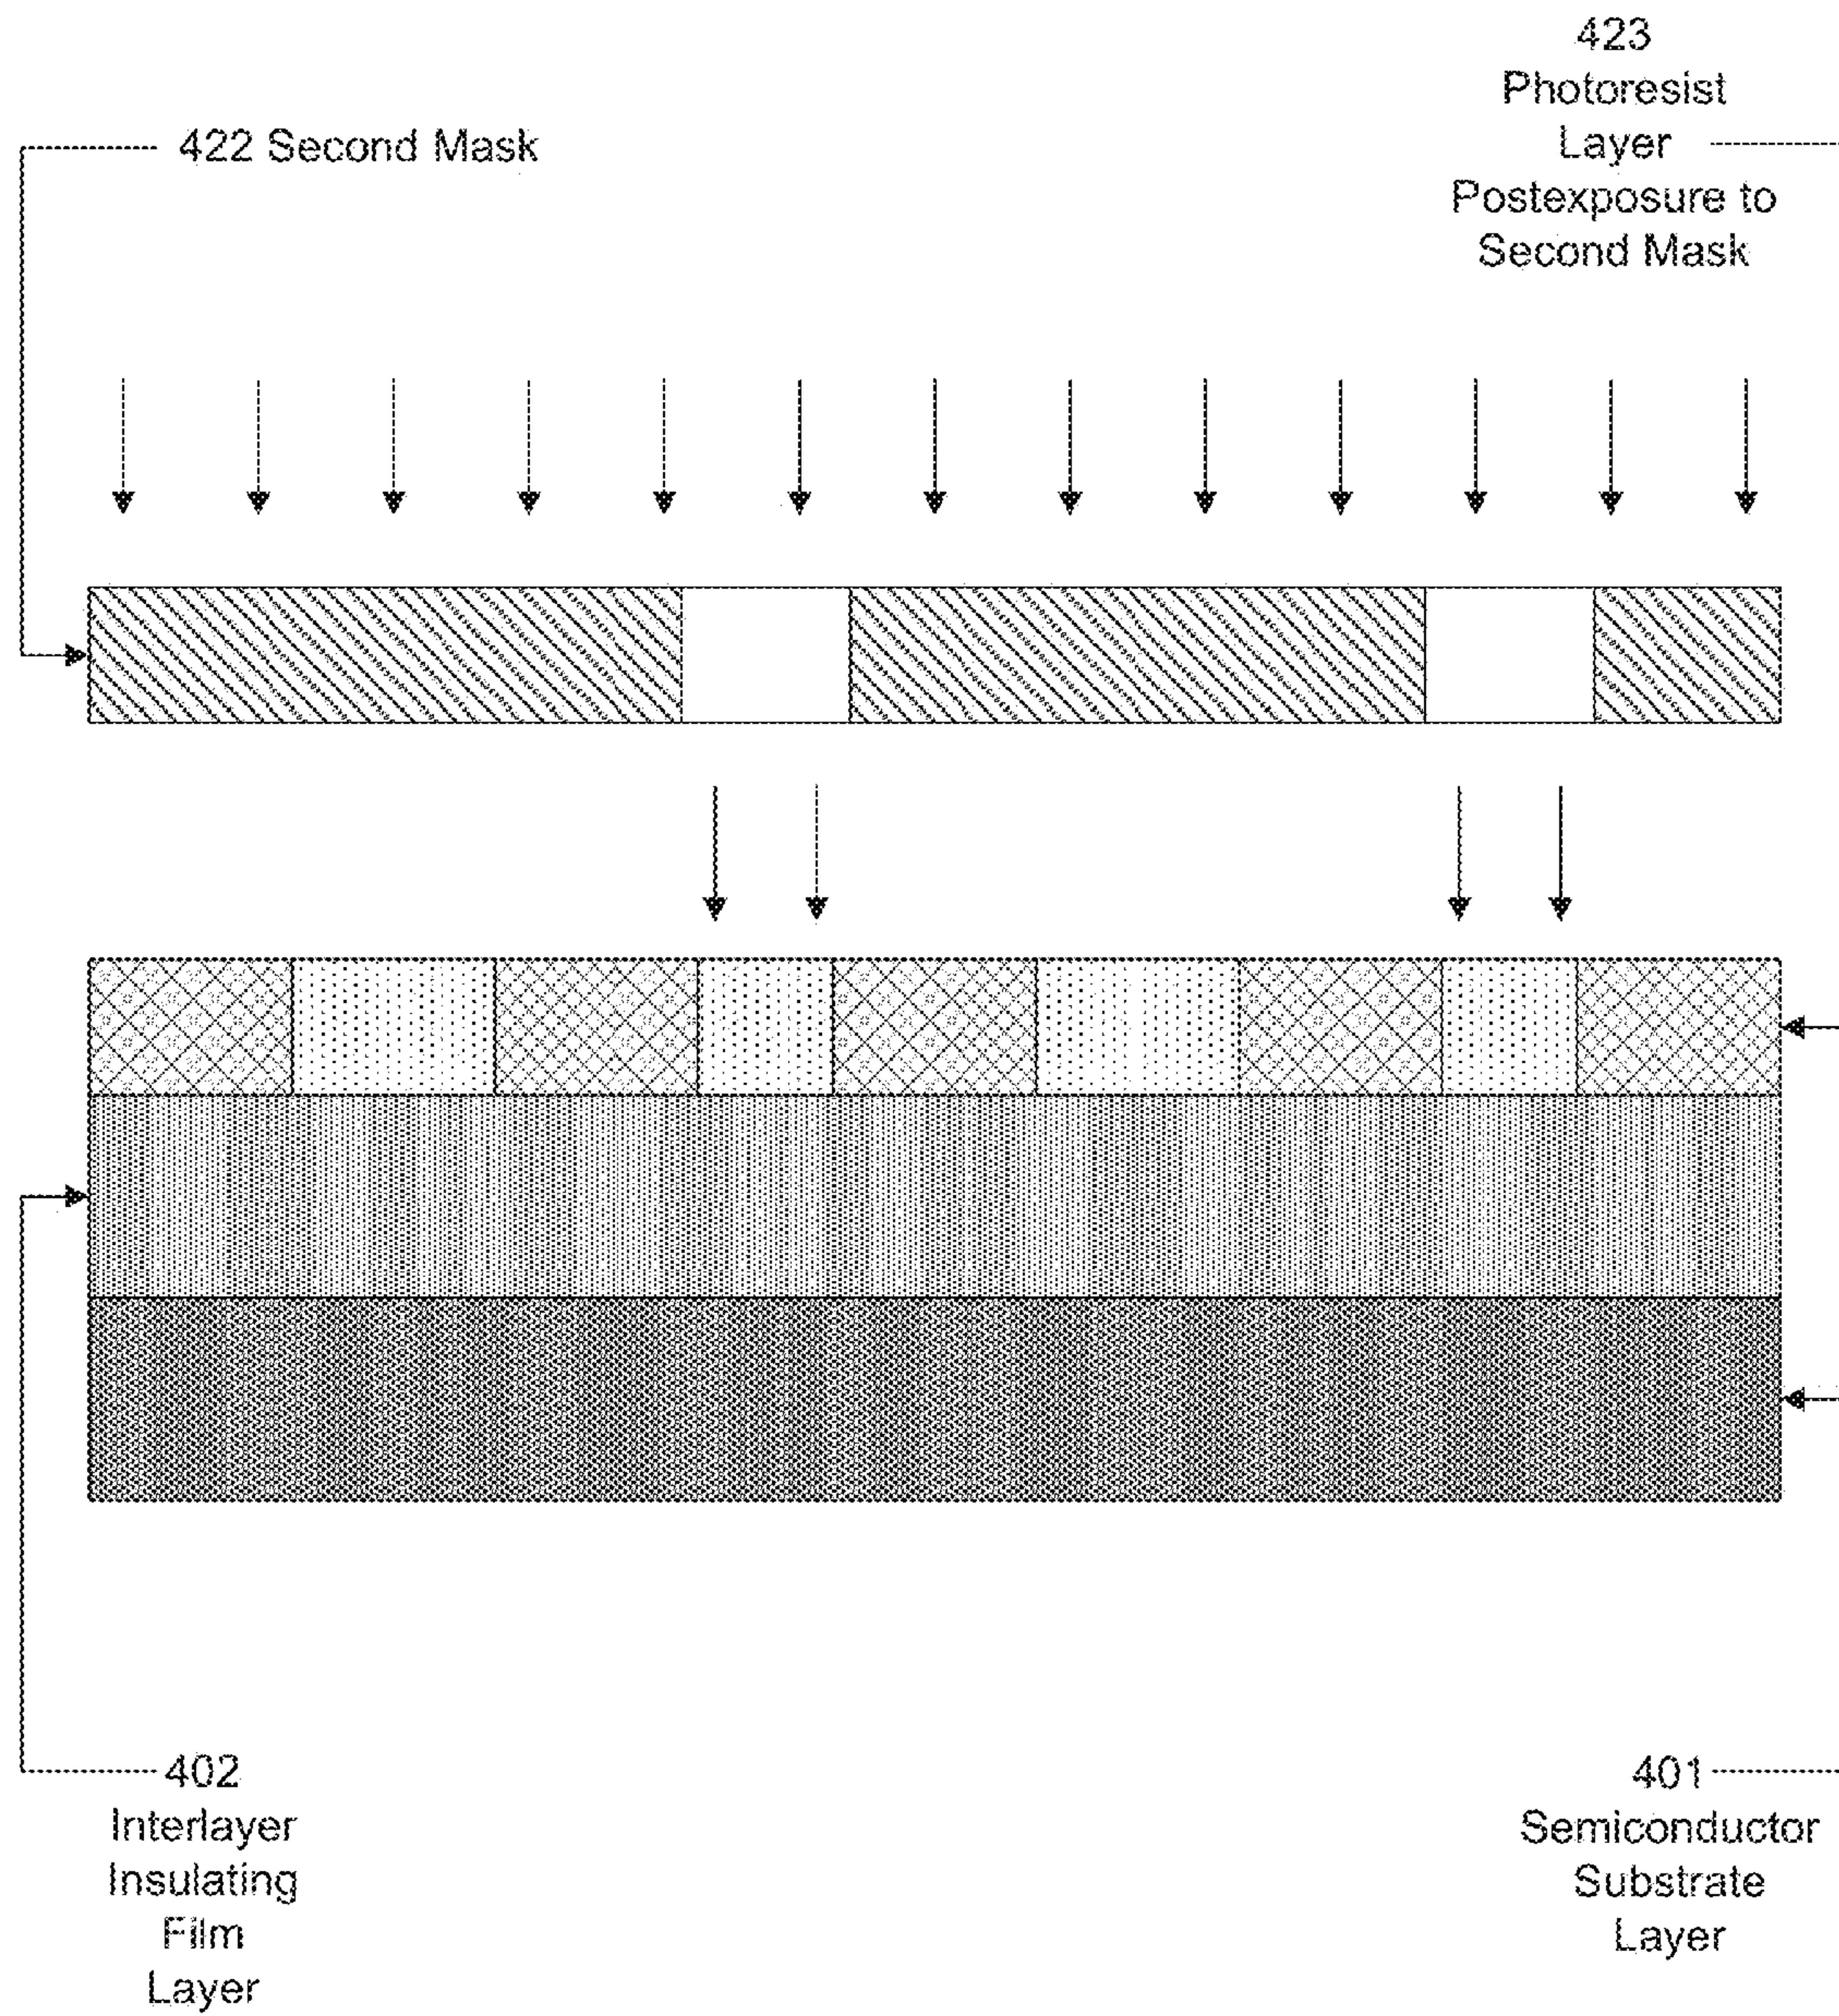 422 Second Mask
423
Photoresist
Layer
Postexposure to
Second Mask
402
Interlayer
Insulating
Film
Layer
401
Semiconductor
Substrate
Layer